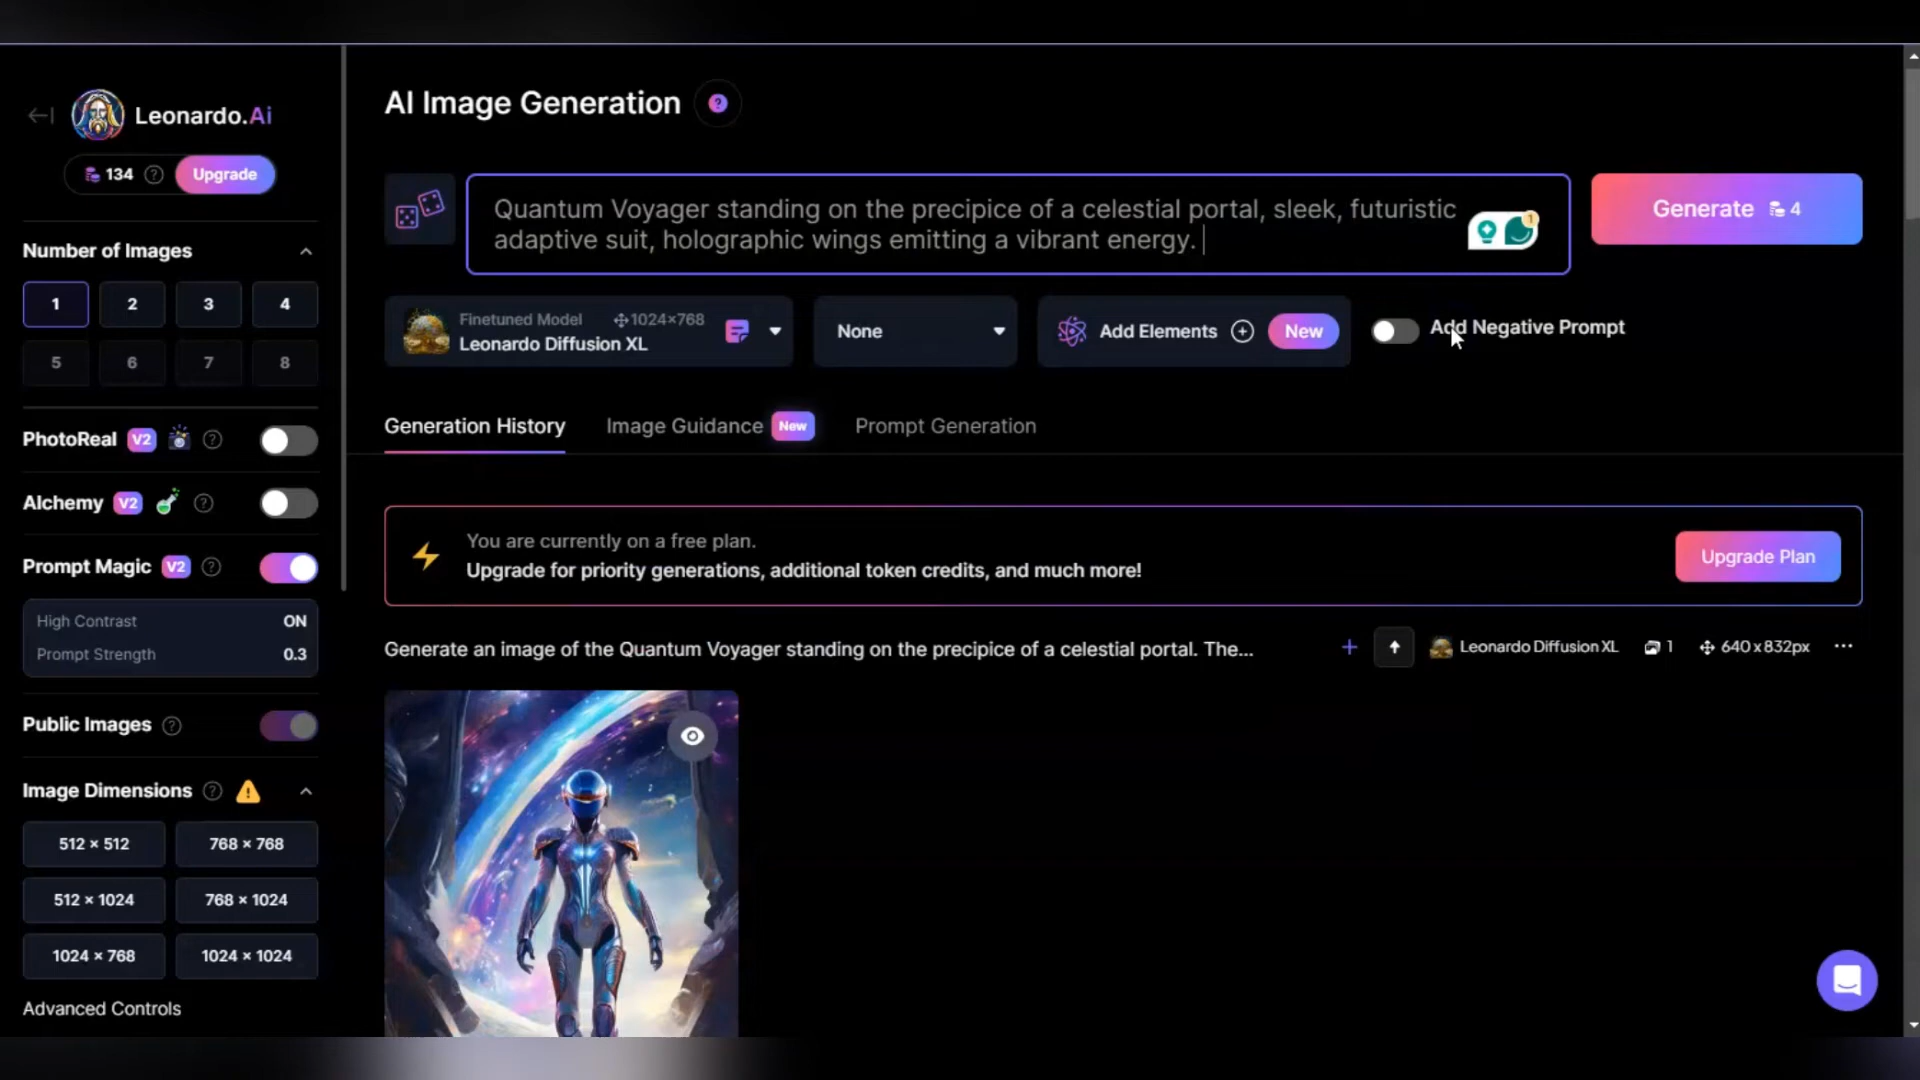 Leonardo.Ai
134 ? Upgrade
Number of Images
1 2 3 4
5 6 7 8
PhotoReal V2 ?
Alchemy V2 ?
Prompt Magic V2 ?
High Contrast ON
Prompt Strength 0.3
Public Images ?
Image Dimensions ?
512 × 512 768 × 768
512 × 1024 768 × 1024
1024 × 768 1024 × 1024
Advanced Controls
AI Image Generation ?
Quantum Voyager standing on the precipice of a celestial portal, sleek, futuristic
adaptive suit, holographic wings emitting a vibrant energy.
1
Generate 4
Finetuned Model 1024×768
Leonardo Diffusion XL
None
Add Elements New
Add Negative Prompt
Generation History Image Guidance New Prompt Generation
You are currently on a free plan.
Upgrade for priority generations, additional token credits, and much more!
Upgrade Plan
Generate an image of the Quantum Voyager standing on the precipice of a celestial portal. The... Leonardo Diffusion XL 1 640 x 832px